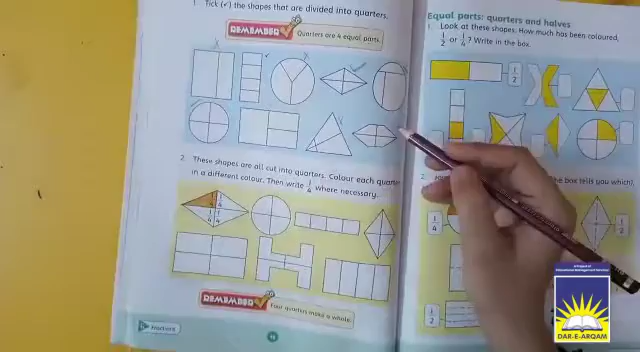 1. Tick (✓) the shapes that are divided into quarters.
REMEMBER
Quarters are 4 equal parts.
2. These shapes are all cut into quarters. Colour each quarter
in a different colour. Then write 1/4 where necessary.
1/4
1/4
1/4
REMEMBER
Four quarters make a whole.
Fractions
Equal parts: quarters and halves
1. Look at these shapes. How much has been coloured,
1/2 or 1/4? Write in the box.
1/2
2.
the box tells you which).
1/4
1/2
1/2
A Project of
DAR-E-ARQAM